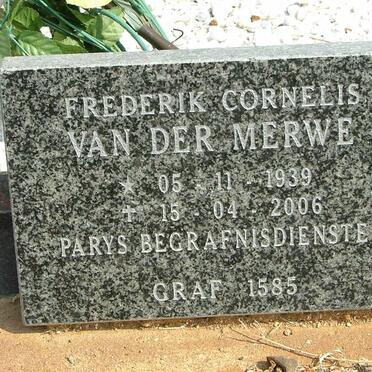 FREDERIK CORNELIS
VAN DER MERWE
★ 05 - 11 - 1939
✝ 15 - 04 - 2006
PARYS BEGRAFNISDIENSTE
GRAF 1585